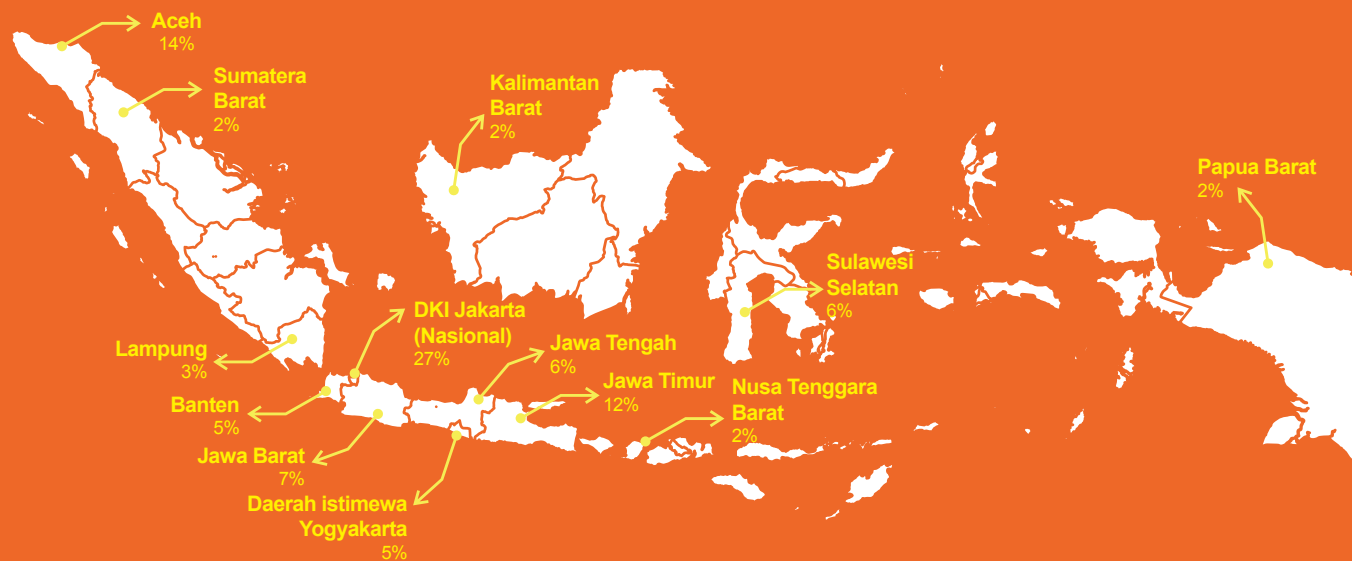 Aceh
14%
Sumatera
Barat
2%
Kalimantan
Barat
2%
Papua Barat
2%
Sulawesi
Selatan
6%
DKI Jakarta
(Nasional)
27%
Lampung
3%
Jawa Tengah
6%
Jawa Timur
12%
Nusa Tenggara
Barat
2%
Banten
5%
Jawa Barat
7%
Daerah istimewa
Yogyakarta
5%